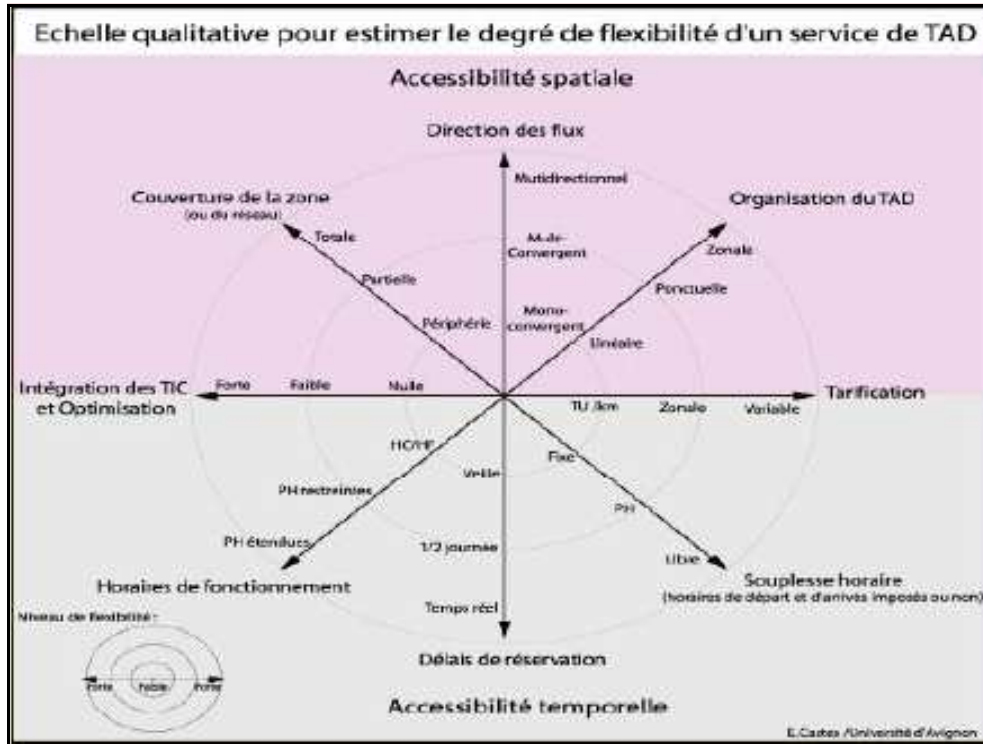 Echelle qualitative pour estimer le degré de flexibilité d'un service de TAD
Accessibilité spatiale
Direction des flux
Mutidirectionnel
Couverture de la zone
(ou du réseau)
Organisation du TAD
Totale
Zonale
Convergent
Partielle
Ponctuelle
Périphérie
Mono-
convergent
Linéaire
Intégration des TIC
et Optimisation
Forte
Faible
Nulle
TU /km
Zonale
Variable
Tarification
HC/HP
Veille
Fixe
PH restreintes
PH
PH étendues
1/2 journée
Libre
Horaires de fonctionnement
Souplesse horaire
(horaires de départ et d'arrivés imposés ou non)
Temps réel
Niveau de flexibilité :
Forte
Faible
Forte
Délais de réservation
Accessibilité temporelle
E.Castex /Université d'Avignon